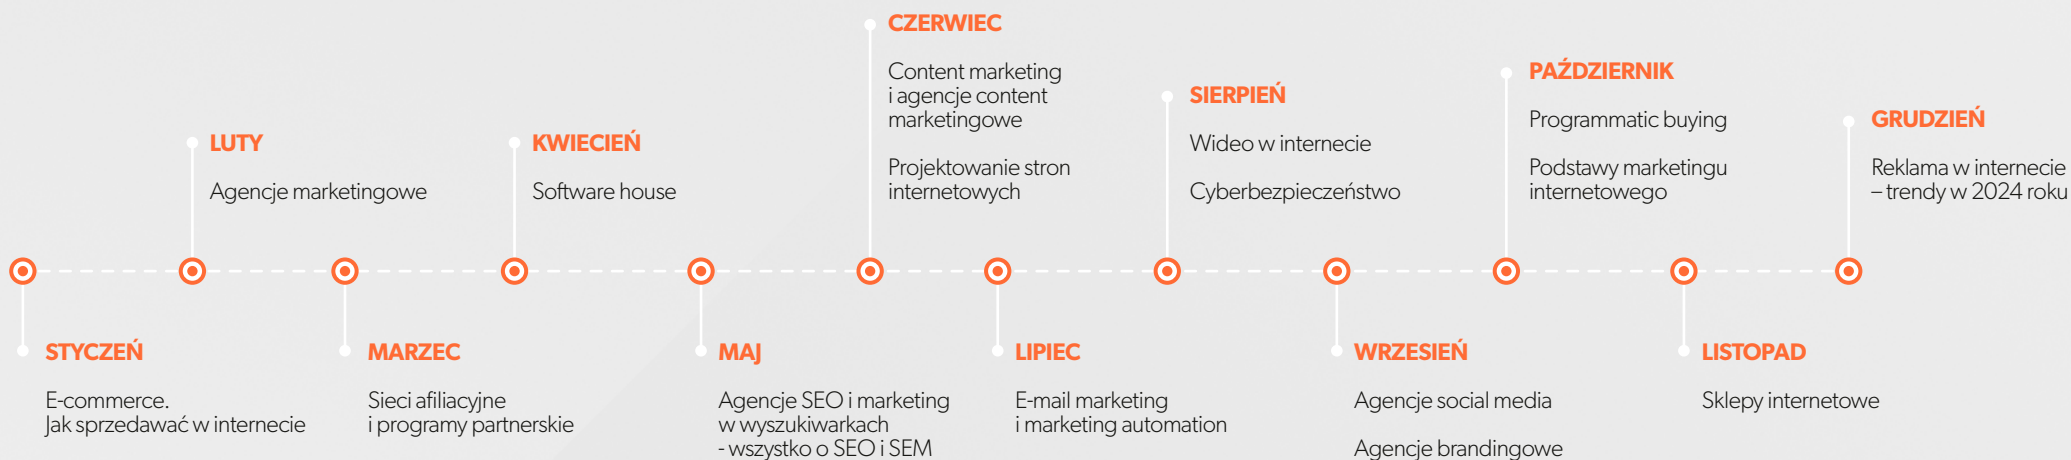 STYCZEŃ
E-commerce.
Jak sprzedawać w internecie
LUTY
Agencje marketingowe
MARZEC
Sieci afiliacyjne
i programy partnerskie
KWIECIEŃ
Software house
MAJ
Agencje SEO i marketing
w wyszukiwarkach
- wszystko o SEO i SEM
CZERWIEC
Content marketing
i agencje content
marketingowe
Projektowanie stron
internetowych
LIPIEC
E-mail marketing
i marketing automation
SIERPIEŃ
Wideo w internecie
Cyberbezpieczeństwo
WRZESIEŃ
Agencje social media
Agencje brandingowe
PAŹDZIERNIK
Programmatic buying
Podstawy marketingu
internetowego
LISTOPAD
Sklepy internetowe
GRUDZIEŃ
Reklama w internecie
– trendy w 2024 roku